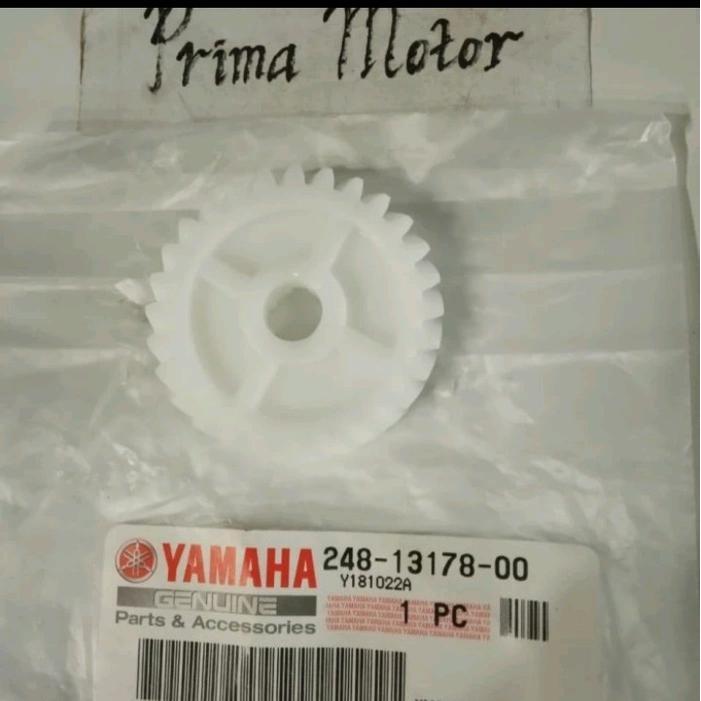 Prima Motor
YAMAHA 248-13178-00
Y181022A
GENUINE
1 PC
Parts & Accessories